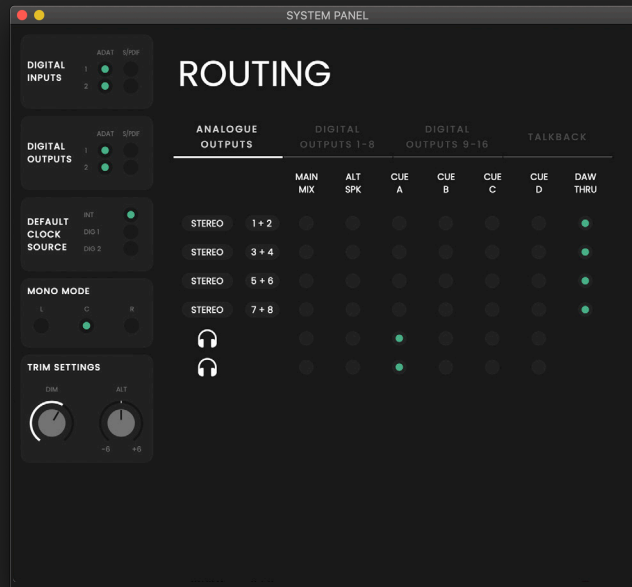 SYSTEM PANEL
DIGITAL
INPUTS
ADAT S/PDIF
1
2
DIGITAL
OUTPUTS
ADAT S/PDIF
1
2
DEFAULT
CLOCK
SOURCE
INT
DIG 1
DIG 2
MONO MODE
L C R
TRIM SETTINGS
DIM ALT
-6 +6
ROUTING
ANALOGUE
OUTPUTS
DIGITAL
OUTPUTS 1-8
DIGITAL
OUTPUTS 9-16
TALKBACK
MAIN
MIX
ALT
SPK
CUE
A
CUE
B
CUE
C
CUE
D
DAW
THRU
STEREO 1 + 2
STEREO 3 + 4
STEREO 5 + 6
STEREO 7 + 8